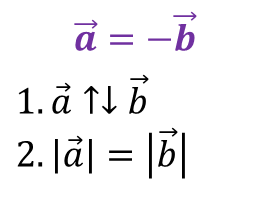 a⃗ = −b⃗
1. a⃗ ↑↓ b⃗
2. |a⃗| = |b⃗|